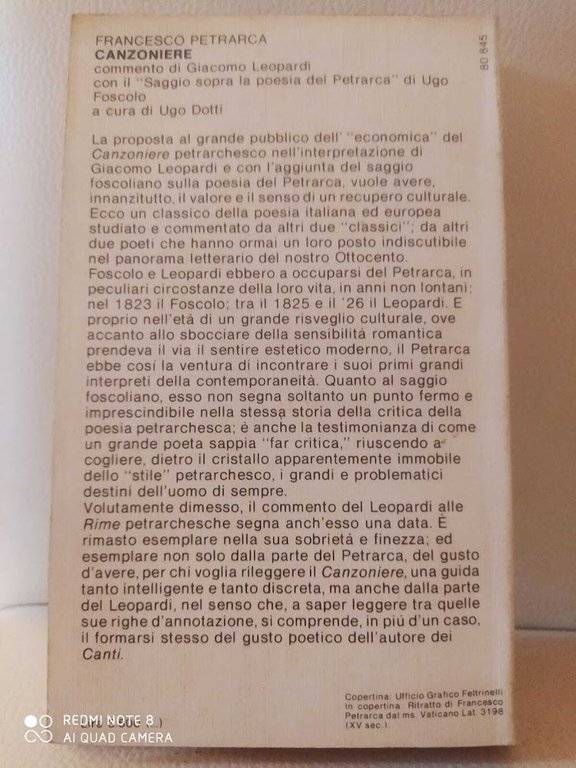 FRANCESCO PETRARCA
CANZONIERE
commento di Giacomo Leopardi
con il "Saggio sopra la poesia del Petrarca" di Ugo
Foscolo
a cura di Ugo Dotti
80 845
La proposta al grande pubblico dell' "economica" del
Canzoniere petrarchesco nell'interpretazione di
Giacomo Leopardi e con l'aggiunta del saggio
foscoliano sulla poesia del Petrarca, vuole avere,
innanzitutto, il valore e il senso di un recupero culturale.
Ecco un classico della poesia italiana ed europea
studiato e commentato da altri due "classici"; da altri
due poeti che hanno ormai un loro posto indiscutibile
nel panorama letterario del nostro Ottocento.
Foscolo e Leopardi ebbero a occuparsi del Petrarca, in
peculiari circostanze della loro vita, in anni non lontani:
nel 1823 il Foscolo; tra il 1825 e il '26 il Leopardi. E
proprio nell'età di un grande risveglio culturale, ove
accanto allo sbocciare della sensibilità romantica
prendeva il via il sentire estetico moderno, il Petrarca
ebbe cosí la ventura di incontrare i suoi primi grandi
interpreti della contemporaneità. Quanto al saggio
foscoliano, esso non segna soltanto un punto fermo e
imprescindibile nella stessa storia della critica della
poesia petrarchesca; è anche la testimonianza di come
un grande poeta sappia "far critica," riuscendo a
cogliere, dietro il cristallo apparentemente immobile
dello "stile" petrarchesco, i grandi e problematici
destini dell'uomo di sempre.
Volutamente dimesso, il commento del Leopardi alle
Rime petrarchesche segna anch'esso una data. È
rimasto esemplare nella sua sobrietà e finezza; ed
esemplare non solo dalla parte del Petrarca, del gusto
d'avere, per chi voglia rileggere il Canzoniere, una guida
tanto intelligente e tanto discreta, ma anche dalla parte
del Leopardi, nel senso che, a saper leggere tra quelle
sue righe d'annotazione, si comprende, in piú d'un caso,
il formarsi stesso del gusto poetico dell'autore dei
Canti.
Copertina: Ufficio Grafico Feltrinelli
In copertina: Ritratto di Francesco
Petrarca dal ms. Vaticano Lat. 3198
(XV sec.)
REDMI NOTE 8
AI QUAD CAMERA